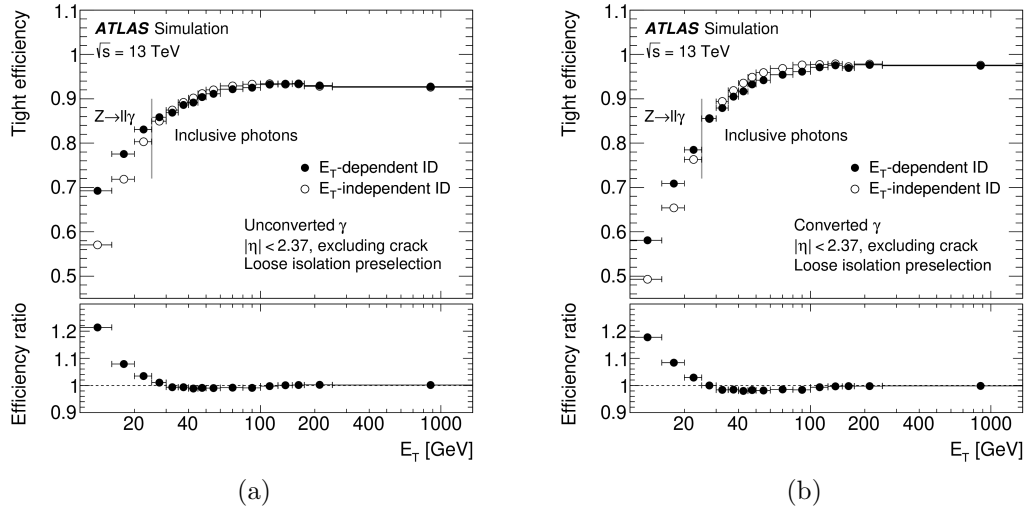 ATLAS Simulation
√s = 13 TeV
Tight efficiency
1.1
1
0.9
0.8
0.7
0.6
0.5
Z→llγ
Inclusive photons
E_T-dependent ID
E_T-independent ID
Unconverted γ
|η| < 2.37, excluding crack
Loose isolation preselection
Efficiency ratio
1.2
1.1
1
0.9
20 40 100 200 400 1000
E_T [GeV]
(a)
ATLAS Simulation
√s = 13 TeV
Tight efficiency
1.1
1
0.9
0.8
0.7
0.6
0.5
Z→llγ
Inclusive photons
E_T-dependent ID
E_T-independent ID
Converted γ
|η| < 2.37, excluding crack
Loose isolation preselection
Efficiency ratio
1.2
1.1
1
0.9
20 40 100 200 400 1000
E_T [GeV]
(b)